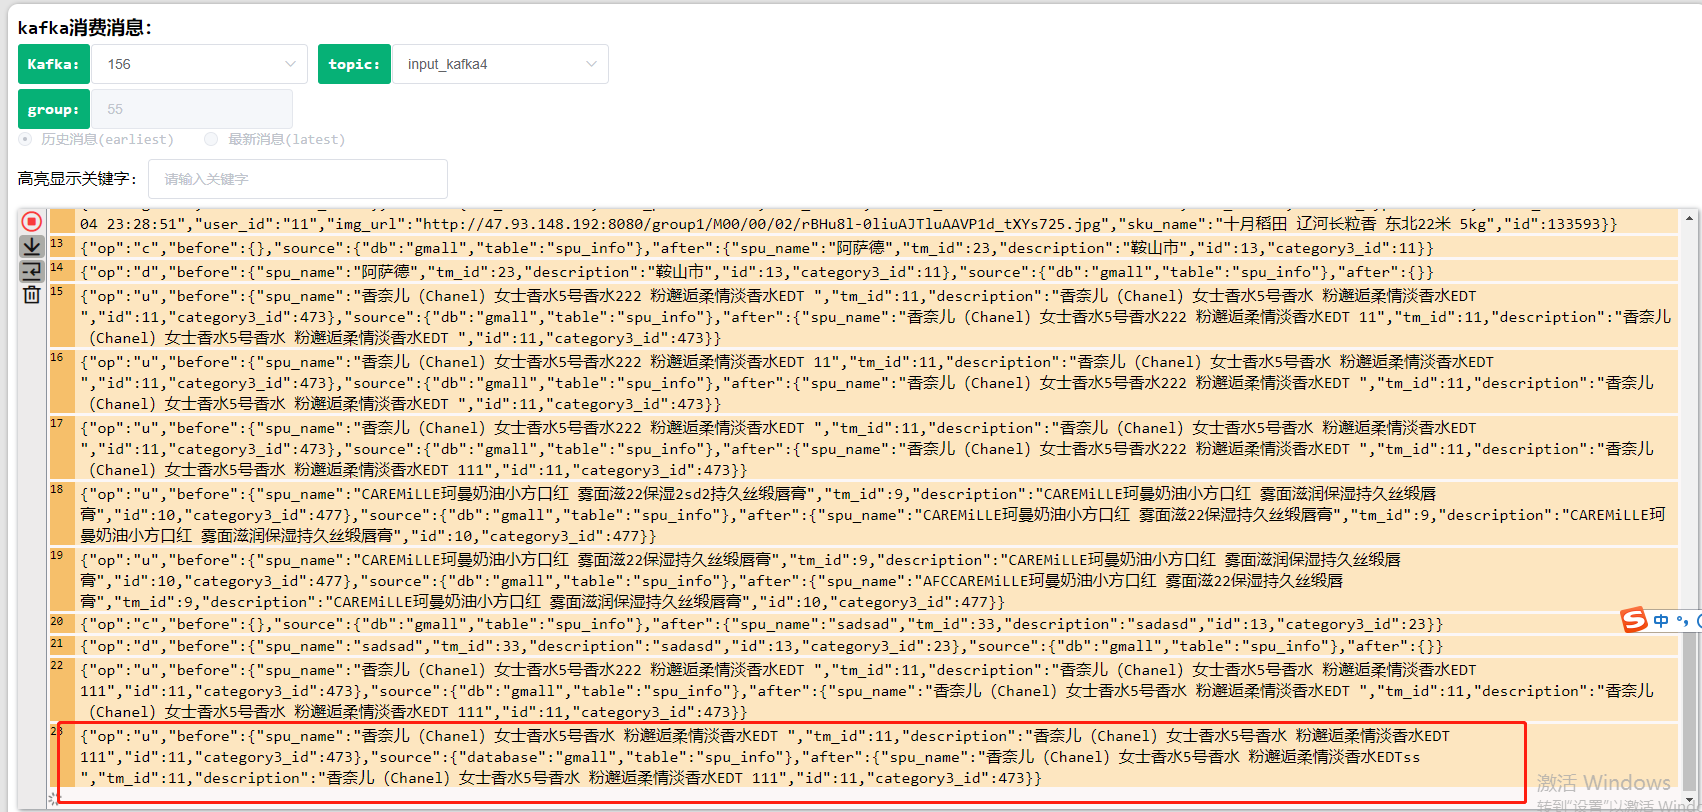 kafka消费消息:
Kafka: 156 topic: input_kafka4
group: 55
历史消息(earliest) 最新消息(latest)
高亮显示关键字: 请输入关键字
04 23:28:51","user_id":"11","img_url":"http://47.93.148.192:8080/group1/M00/00/02/rBHu8l-0liuAJTluAAVP1d_tXYs725.jpg","sku_name":"十月稻田 辽河长粒香 东北22米 5kg","id":133593}}
13 {"op":"c","before":{},"source":{"db":"gmall","table":"spu_info"},"after":{"spu_name":"阿萨德","tm_id":23,"description":"鞍山市","id":13,"category3_id":11}}
14 {"op":"d","before":{"spu_name":"阿萨德","tm_id":23,"description":"鞍山市","id":13,"category3_id":11},"source":{"db":"gmall","table":"spu_info"},"after":{}}
15 {"op":"u","before":{"spu_name":"香奈儿（Chanel）女士香水5号香水222 粉邂逅柔情淡香水EDT ","tm_id":11,"description":"香奈儿（Chanel）女士香水5号香水 粉邂逅柔情淡香水EDT
","id":11,"category3_id":473},"source":{"db":"gmall","table":"spu_info"},"after":{"spu_name":"香奈儿（Chanel）女士香水5号香水222 粉邂逅柔情淡香水EDT 11","tm_id":11,"description":"香奈儿
（Chanel）女士香水5号香水 粉邂逅柔情淡香水EDT ","id":11,"category3_id":473}}
16 {"op":"u","before":{"spu_name":"香奈儿（Chanel）女士香水5号香水222 粉邂逅柔情淡香水EDT 11","tm_id":11,"description":"香奈儿（Chanel）女士香水5号香水 粉邂逅柔情淡香水EDT
","id":11,"category3_id":473},"source":{"db":"gmall","table":"spu_info"},"after":{"spu_name":"香奈儿（Chanel）女士香水5号香水222 粉邂逅柔情淡香水EDT ","tm_id":11,"description":"香奈儿
（Chanel）女士香水5号香水 粉邂逅柔情淡香水EDT ","id":11,"category3_id":473}}
17 {"op":"u","before":{"spu_name":"香奈儿（Chanel）女士香水5号香水222 粉邂逅柔情淡香水EDT ","tm_id":11,"description":"香奈儿（Chanel）女士香水5号香水 粉邂逅柔情淡香水EDT
","id":11,"category3_id":473},"source":{"db":"gmall","table":"spu_info"},"after":{"spu_name":"香奈儿（Chanel）女士香水5号香水222 粉邂逅柔情淡香水EDT ","tm_id":11,"description":"香奈儿
（Chanel）女士香水5号香水 粉邂逅柔情淡香水EDT 111","id":11,"category3_id":473}}
18 {"op":"u","before":{"spu_name":"CAREMiLLE珂曼奶油小方口红 雾面滋22保湿2sd2持久丝缎唇膏","tm_id":9,"description":"CAREMiLLE珂曼奶油小方口红 雾面滋润保湿持久丝缎唇
膏","id":10,"category3_id":477},"source":{"db":"gmall","table":"spu_info"},"after":{"spu_name":"CAREMiLLE珂曼奶油小方口红 雾面滋22保湿持久丝缎唇膏","tm_id":9,"description":"CAREMiLLE珂
曼奶油小方口红 雾面滋润保湿持久丝缎唇膏","id":10,"category3_id":477}}
19 {"op":"u","before":{"spu_name":"CAREMiLLE珂曼奶油小方口红 雾面滋22保湿持久丝缎唇膏","tm_id":9,"description":"CAREMiLLE珂曼奶油小方口红 雾面滋润保湿持久丝缎唇
膏","id":10,"category3_id":477},"source":{"db":"gmall","table":"spu_info"},"after":{"spu_name":"AFCCAREMiLLE珂曼奶油小方口红 雾面滋22保湿持久丝缎唇
膏","tm_id":9,"description":"CAREMiLLE珂曼奶油小方口红 雾面滋润保湿持久丝缎唇膏","id":10,"category3_id":477}}
20 {"op":"c","before":{},"source":{"db":"gmall","table":"spu_info"},"after":{"spu_name":"sadsad","tm_id":33,"description":"sadasd","id":13,"category3_id":23}}
21 {"op":"d","before":{"spu_name":"sadsad","tm_id":33,"description":"sadasd","id":13,"category3_id":23},"source":{"db":"gmall","table":"spu_info"},"after":{}}
22 {"op":"u","before":{"spu_name":"香奈儿（Chanel）女士香水5号香水222 粉邂逅柔情淡香水EDT ","tm_id":11,"description":"香奈儿（Chanel）女士香水5号香水 粉邂逅柔情淡香水EDT
111","id":11,"category3_id":473},"source":{"db":"gmall","table":"spu_info"},"after":{"spu_name":"香奈儿（Chanel）女士香水5号香水 粉邂逅柔情淡香水EDT ","tm_id":11,"description":"香奈儿
（Chanel）女士香水5号香水 粉邂逅柔情淡香水EDT 111","id":11,"category3_id":473}}
23 {"op":"u","before":{"spu_name":"香奈儿（Chanel）女士香水5号香水 粉邂逅柔情淡香水EDT ","tm_id":11,"description":"香奈儿（Chanel）女士香水5号香水 粉邂逅柔情淡香水EDT
111","id":11,"category3_id":473},"source":{"database":"gmall","table":"spu_info"},"after":{"spu_name":"香奈儿（Chanel）女士香水5号香水 粉邂逅柔情淡香水EDTss
","tm_id":11,"description":"香奈儿（Chanel）女士香水5号香水 粉邂逅柔情淡香水EDT 111","id":11,"category3_id":473}}
中
激活 Windows
转到"设置"以激活 Wind